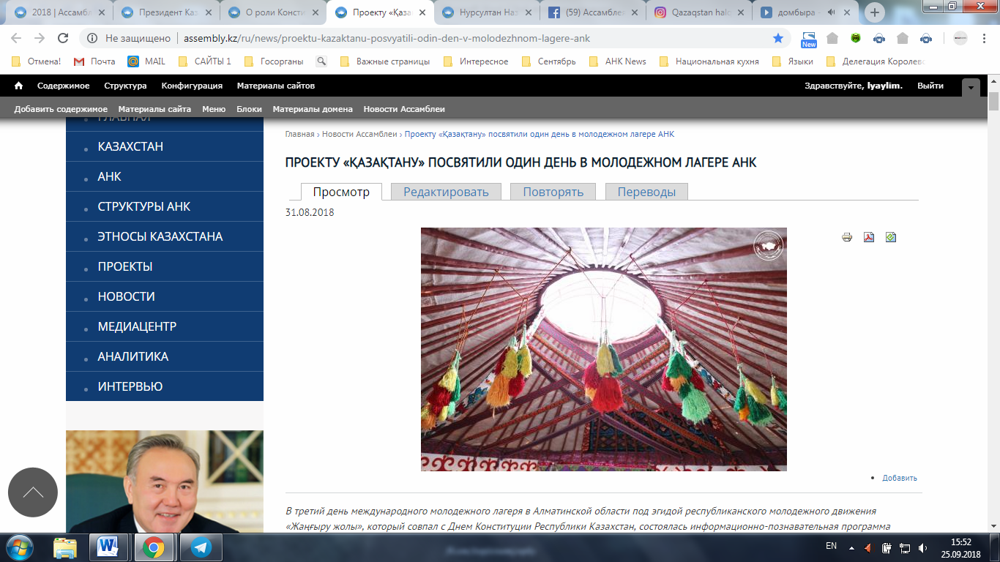 2018 | Ассамбл
Президент Каз
О роли Консти
Проекту «Қаза
Нурсултан Наз
(59) Ассамбле
Qazaqstan halq
домбыра
Не защищено
assembly.kz/ru/news/proektu-kazaktanu-posvyatili-odin-den-v-molodezhnom-lagere-ank
New
Отмена!
Почта
MAIL
САЙТЫ 1
Госорганы
Важные страницы
Интересное
Сентябрь
АНК News
Национальная кухня
Языки
Делегация Королевс
Содержимое
Структура
Конфигурация
Материалы сайтов
Здравствуйте, lyaylim.
Выйти
Добавить содержимое
Материалы сайта
Меню
Блоки
Материалы домена
Новости Ассамблеи
ГЛАВНАЯ
КАЗАХСТАН
АНК
СТРУКТУРЫ АНК
ЭТНОСЫ КАЗАХСТАНА
ПРОЕКТЫ
НОВОСТИ
МЕДИАЦЕНТР
АНАЛИТИКА
ИНТЕРВЬЮ
Главная › Новости Ассамблеи › Проекту «Қазақтану» посвятили один день в молодежном лагере АНК
ПРОЕКТУ «ҚАЗАҚТАНУ» ПОСВЯТИЛИ ОДИН ДЕНЬ В МОЛОДЕЖНОМ ЛАГЕРЕ АНК
Просмотр
Редактировать
Повторять
Переводы
31.08.2018
Добавить
В третий день международного молодежного лагеря в Алматинской области под эгидой республиканского молодежного движения
«Жаңғыру жолы», который совпал с Днем Конституции Республики Казахстан, состоялась информационно-познавательная программа
EN
15:52
25.09.2018